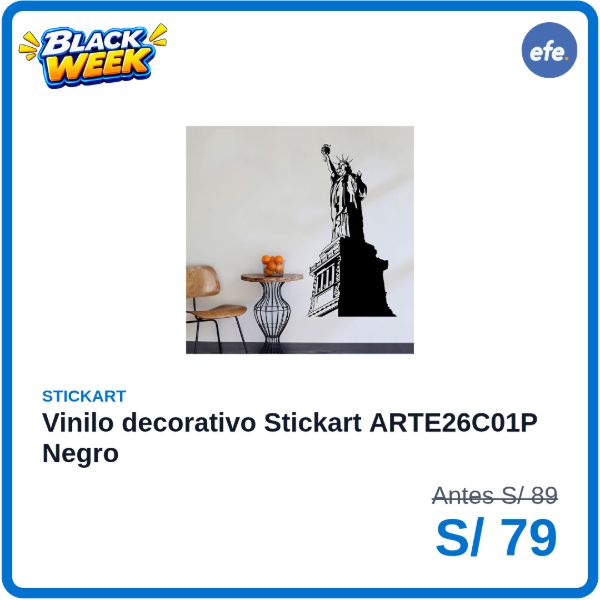 BLACK
WEEK
efe.
STICKART
Vinilo decorativo Stickart ARTE26C01P
Negro
Antes S/ 89
S/ 79